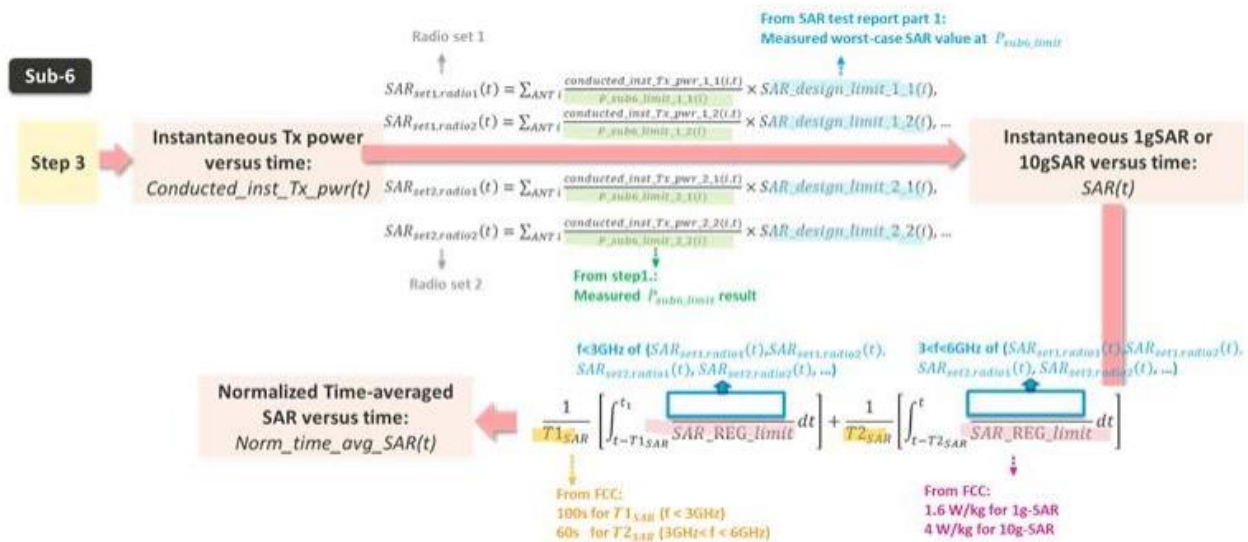 From SAR test report part 1:
Radio set 1
Measured worst-case SAR value at P_sub6_limit
Sub-6
SAR_set1,radio1(t) = ∑_ANT i conducted_inst_Tx_pwr_1_1(i,t) / P_sub6_limit_1_1(i) × SAR_design_limit_1_1(i),
SAR_set1,radio2(t) = ∑_ANT i conducted_inst_Tx_pwr_1_2(i,t) / P_sub6_limit_1_2(i) × SAR_design_limit_1_2(i), ...
Step 3
Instantaneous Tx power
versus time:
Conducted_inst_Tx_pwr(t)
Instantaneous 1gSAR or
10gSAR versus time:
SAR(t)
SAR_set2,radio1(t) = ∑_ANT i conducted_inst_Tx_pwr_2_1(i,t) / P_sub6_limit_2_1(i) × SAR_design_limit_2_1(i),
SAR_set2,radio2(t) = ∑_ANT i conducted_inst_Tx_pwr_2_2(i,t) / P_sub6_limit_2_2(i) × SAR_design_limit_2_2(i), ...
Radio set 2
From step1.:
Measured P_sub6_limit result
f<3GHz of (SAR_set1,radio1(t),SAR_set1,radio2(t),
SAR_set2,radio1(t), SAR_set2,radio2(t), ...)
3<f<6GHz of (SAR_set1,radio1(t),SAR_set1,radio2(t),
SAR_set2,radio1(t), SAR_set2,radio2(t), ...)
Normalized Time-averaged
SAR versus time:
Norm_time_avg_SAR(t)
1/T1_SAR [∫_{t−T1_SAR}^{t1} / SAR_REG_limit dt] + 1/T2_SAR [∫_{t−T2_SAR}^{t} / SAR_REG_limit dt]
From FCC:
100s for T1_SAR (f < 3GHz)
60s for T2_SAR (3GHz< f < 6GHz)
From FCC:
1.6 W/kg for 1g-SAR
4 W/kg for 10g-SAR